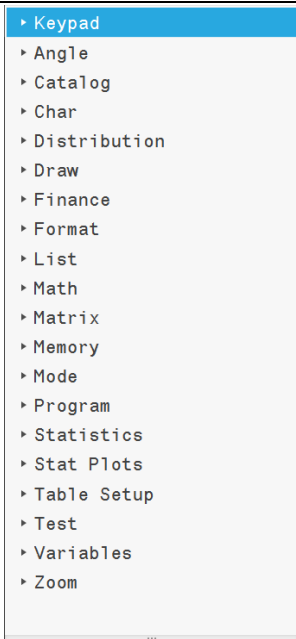 Keypad
Angle
Catalog
Char
Distribution
Draw
Finance
Format
List
Math
Matrix
Memory
Mode
Program
Statistics
Stat Plots
Table Setup
Test
Variables
Zoom